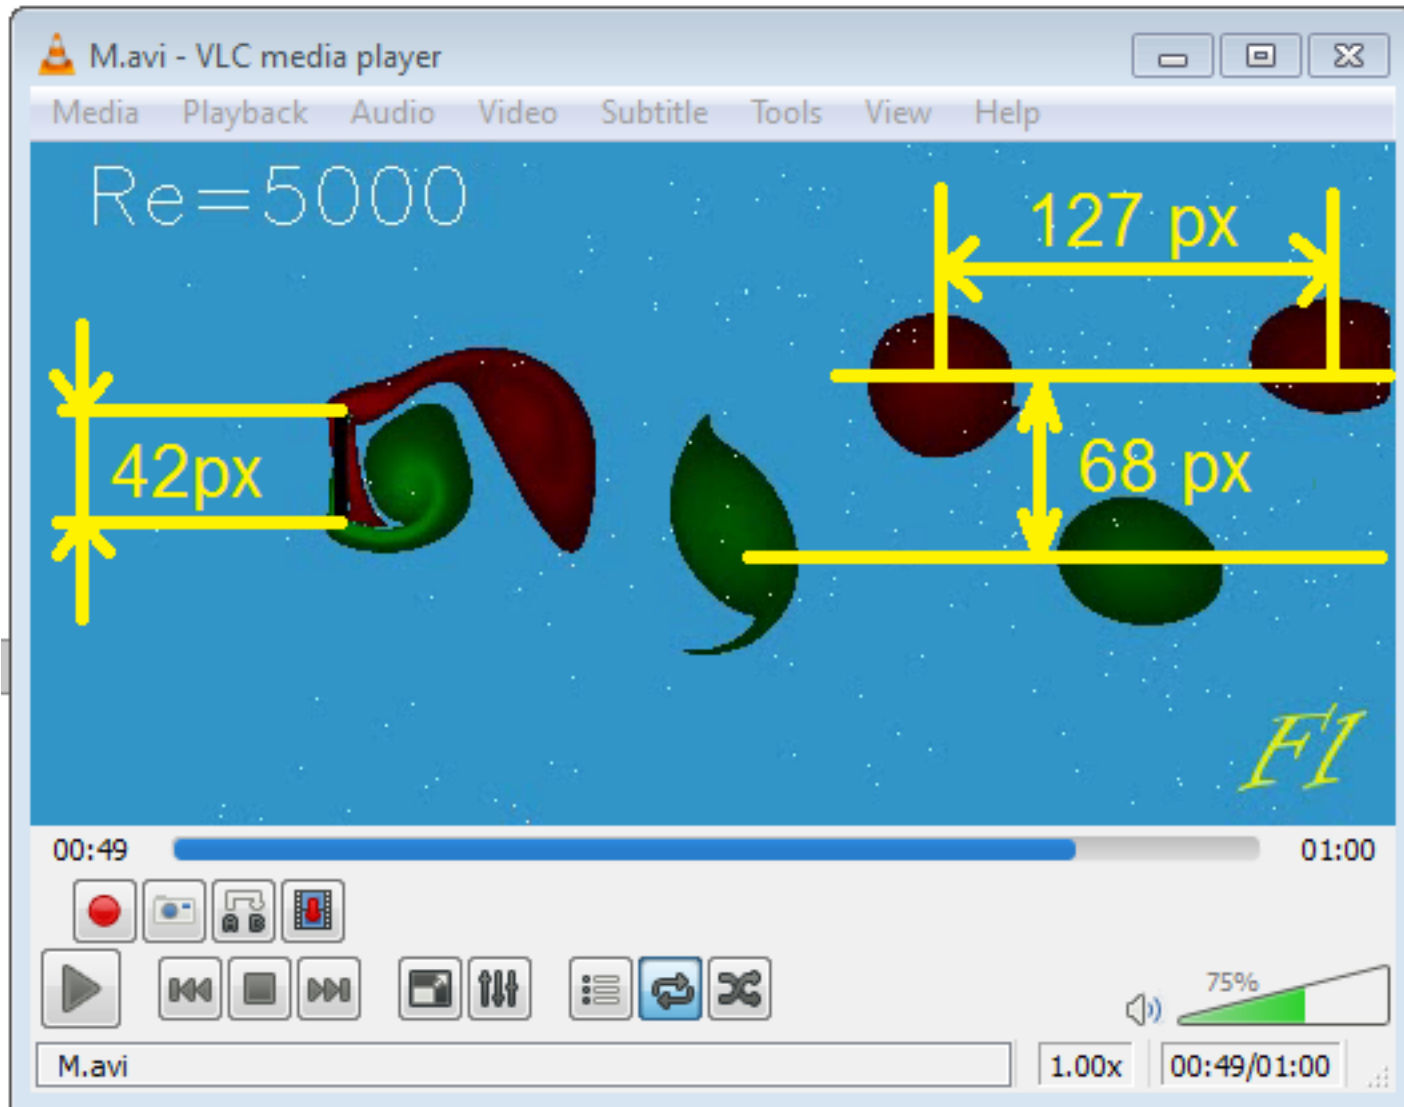 M.avi - VLC media player
Media Playback Audio Video Subtitle Tools View Help
Re=5000
127 px
42px
68 px
F1
00:49 01:00
A B
75%
M.avi 1.00x 00:49/01:00